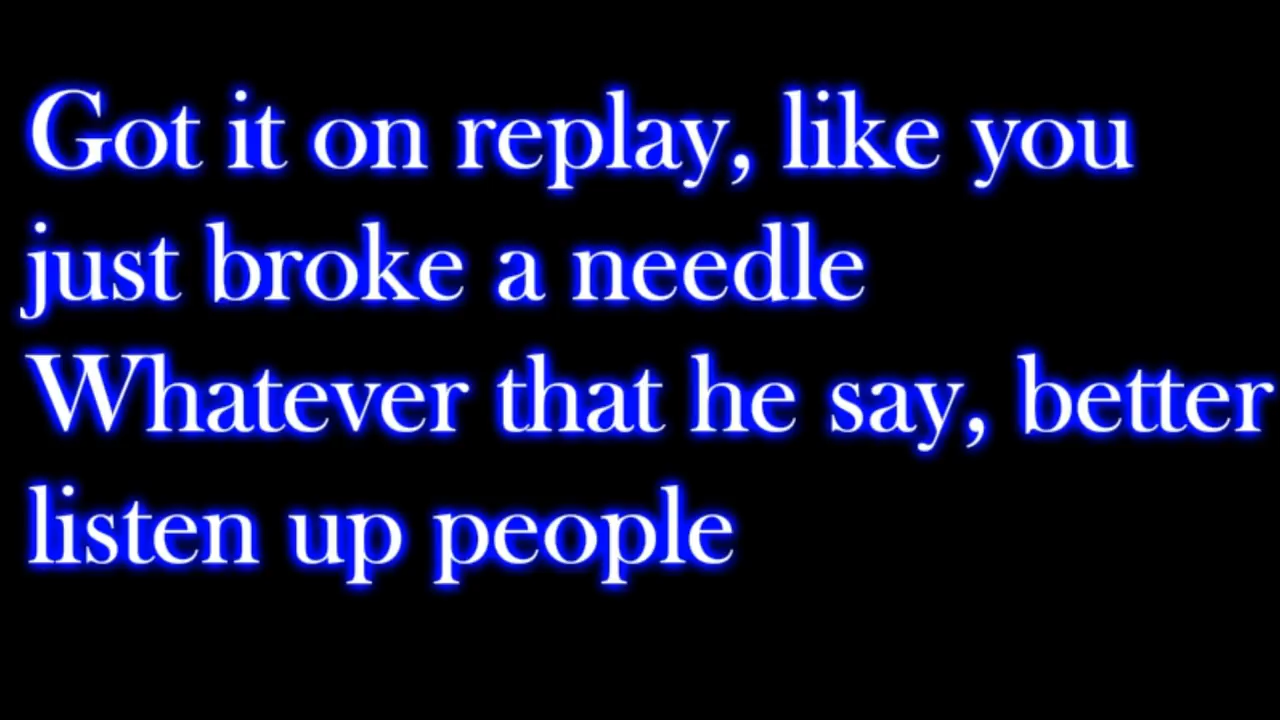 Got it on replay, like you
just broke a needle
Whatever that he say, better
listen up people